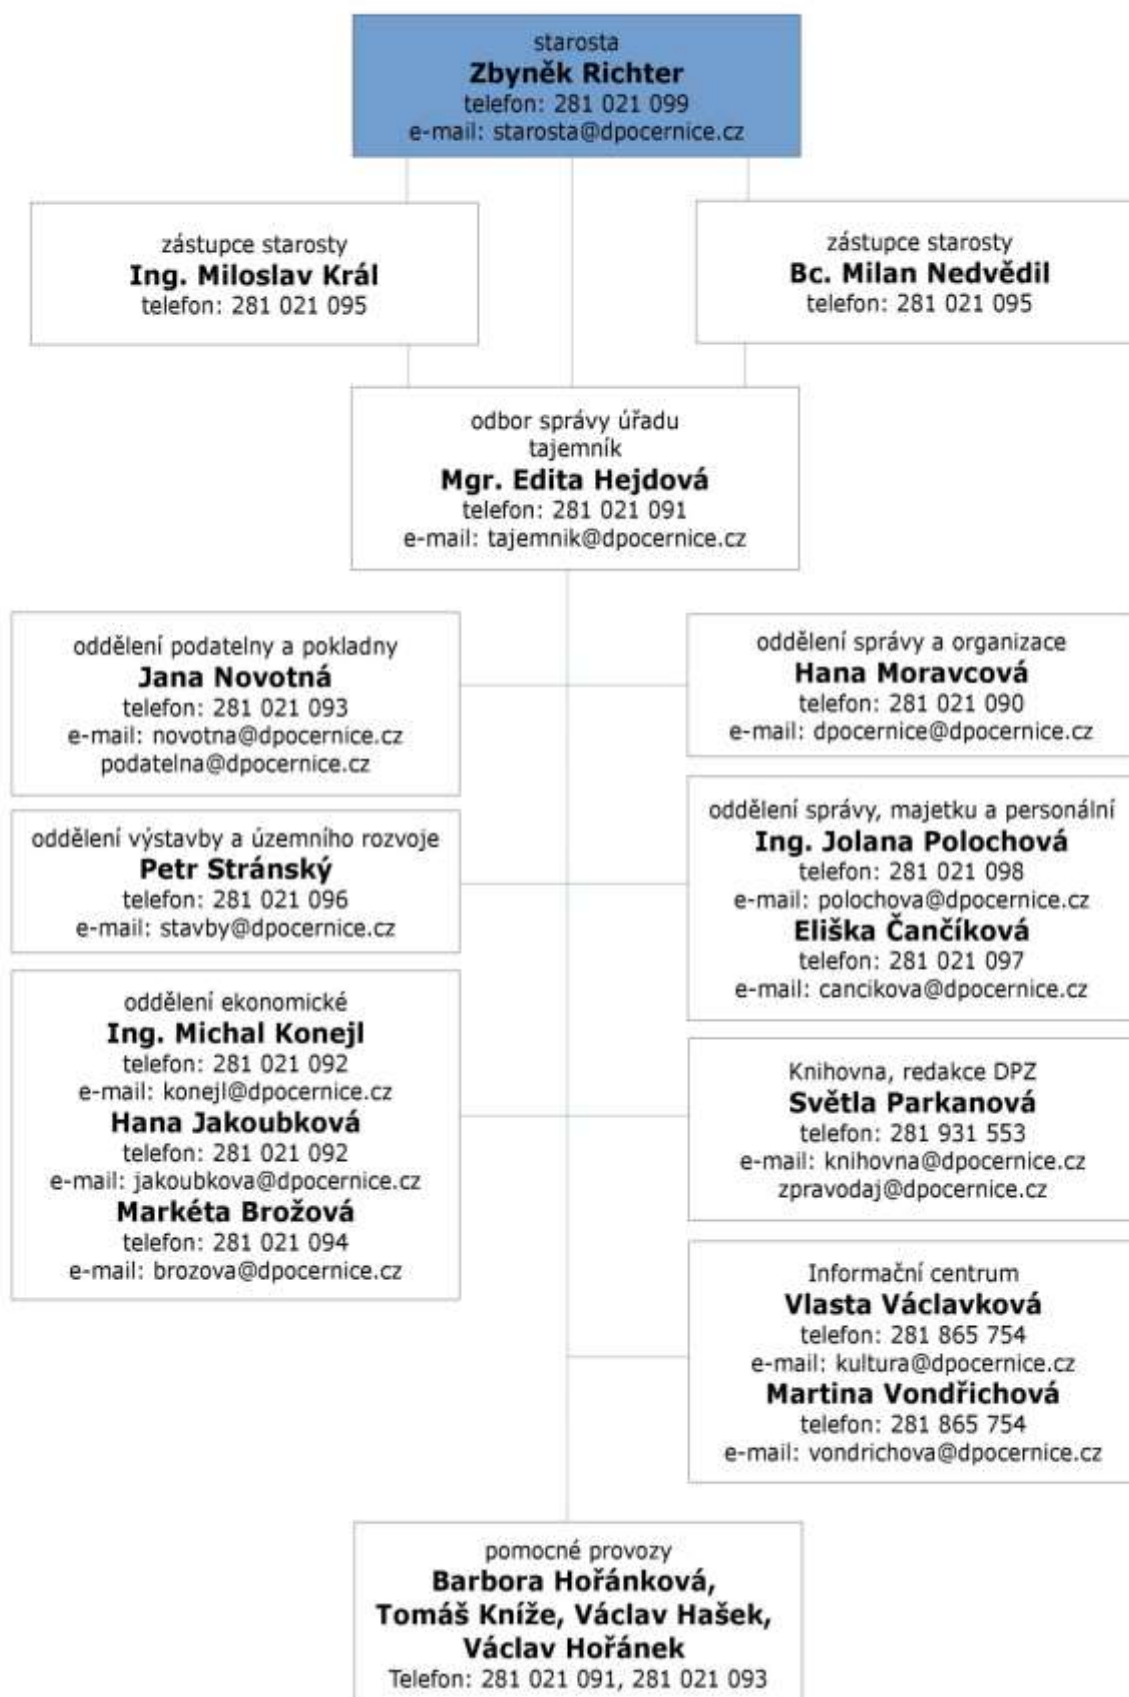 starosta
Zbyněk Richter
telefon: 281 021 099
e-mail: starosta@dpocernice.cz
zástupce starosty
Ing. Miloslav Král
telefon: 281 021 095
zástupce starosty
Bc. Milan Nedvědil
telefon: 281 021 095
odbor správy úřadu
tajemník
Mgr. Edita Hejdová
telefon: 281 021 091
e-mail: tajemnik@dpocernice.cz
oddělení podatelny a pokladny
Jana Novotná
telefon: 281 021 093
e-mail: novotna@dpocernice.cz
podatelna@dpocernice.cz
oddělení výstavby a územního rozvoje
Petr Stránský
telefon: 281 021 096
e-mail: stavby@dpocernice.cz
oddělení ekonomické
Ing. Michal Konejl
telefon: 281 021 092
e-mail: konejl@dpocernice.cz
Hana Jakoubková
telefon: 281 021 092
e-mail: jakoubkova@dpocernice.cz
Markéta Brožová
telefon: 281 021 094
e-mail: brozova@dpocernice.cz
oddělení správy a organizace
Hana Moravcová
telefon: 281 021 090
e-mail: dpocernice@dpocernice.cz
oddělení správy, majetku a personální
Ing. Jolana Polochová
telefon: 281 021 098
e-mail: polochova@dpocernice.cz
Eliška Čančíková
telefon: 281 021 097
e-mail: cancikova@dpocernice.cz
Knihovna, redakce DPZ
Světla Parkanová
telefon: 281 931 553
e-mail: knihovna@dpocernice.cz
zpravodaj@dpocernice.cz
Informační centrum
Vlasta Václavková
telefon: 281 865 754
e-mail: kultura@dpocernice.cz
Martina Vondřichová
telefon: 281 865 754
e-mail: vondrichova@dpocernice.cz
pomocné provozy
Barbora Hořánková,
Tomáš Kníže, Václav Hašek,
Václav Hořánek
Telefon: 281 021 091, 281 021 093